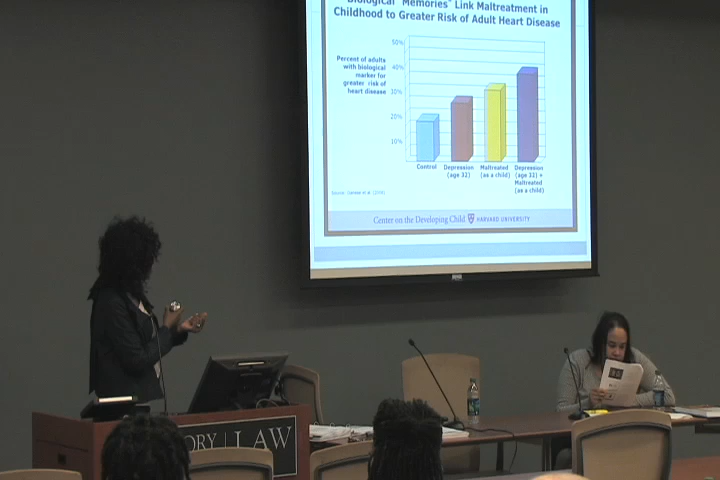 "Biological "Memories" Link Maltreatment in
Childhood to Greater Risk of Adult Heart Disease
Percent of adults
with biological
marker for
greater risk of
heart disease
50%
40%
30%
20%
10%
Control
Depression
(age 32)
Maltreated
(as a child)
Depression
(age 32) +
Maltreated
(as a child)
Center on the Developing Child
HARVARD UNIVERSITY
ORY | LAW